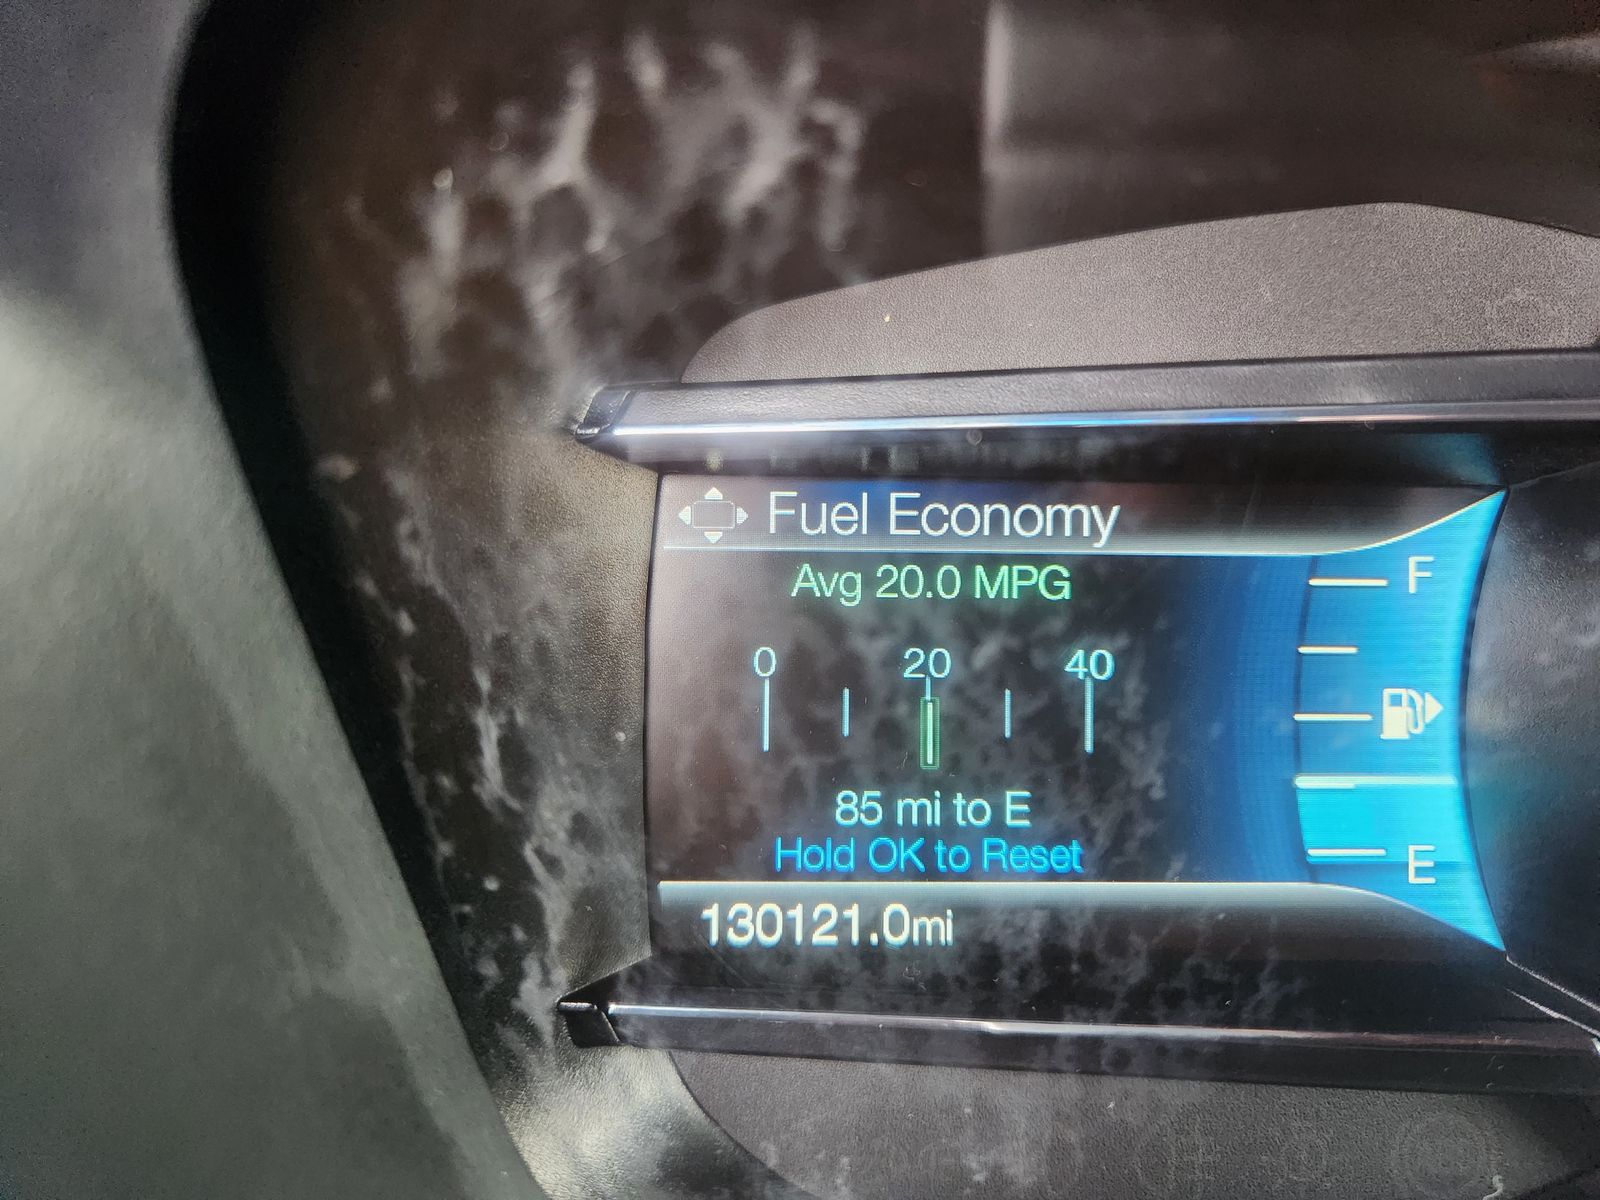 Fuel Economy
Avg 20.0 MPG
F
0 20 40
85 mi to E
Hold OK to Reset
E
130121.0mi